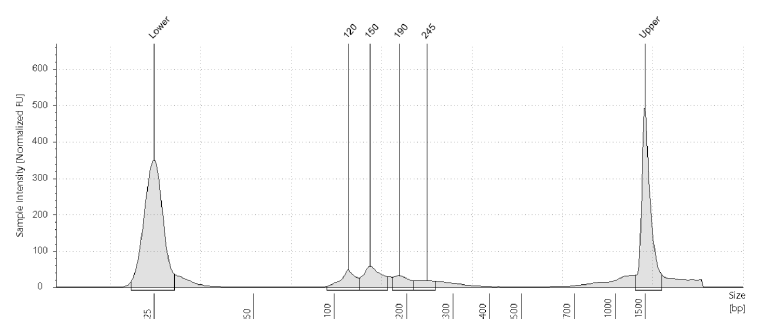 Lower 120 150 190 245 Upper
Sample Intensity [Normalized FU]
600
500
400
300
200
100
0
25 50 100 200 300 400 500 700 1000 1500
Size
[bp]